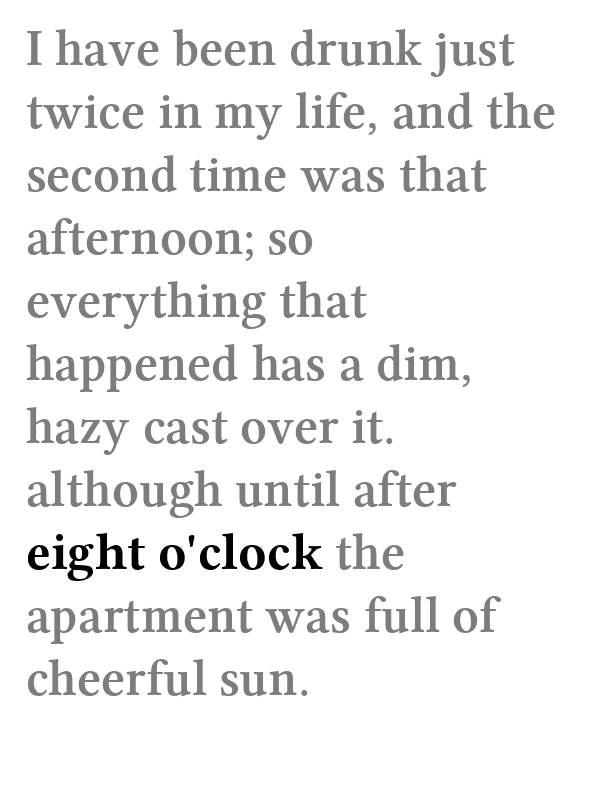 I have been drunk just
twice in my life, and the
second time was that
afternoon; so
everything that
happened has a dim,
hazy cast over it.
although until after
eight o'clock the
apartment was full of
cheerful sun.